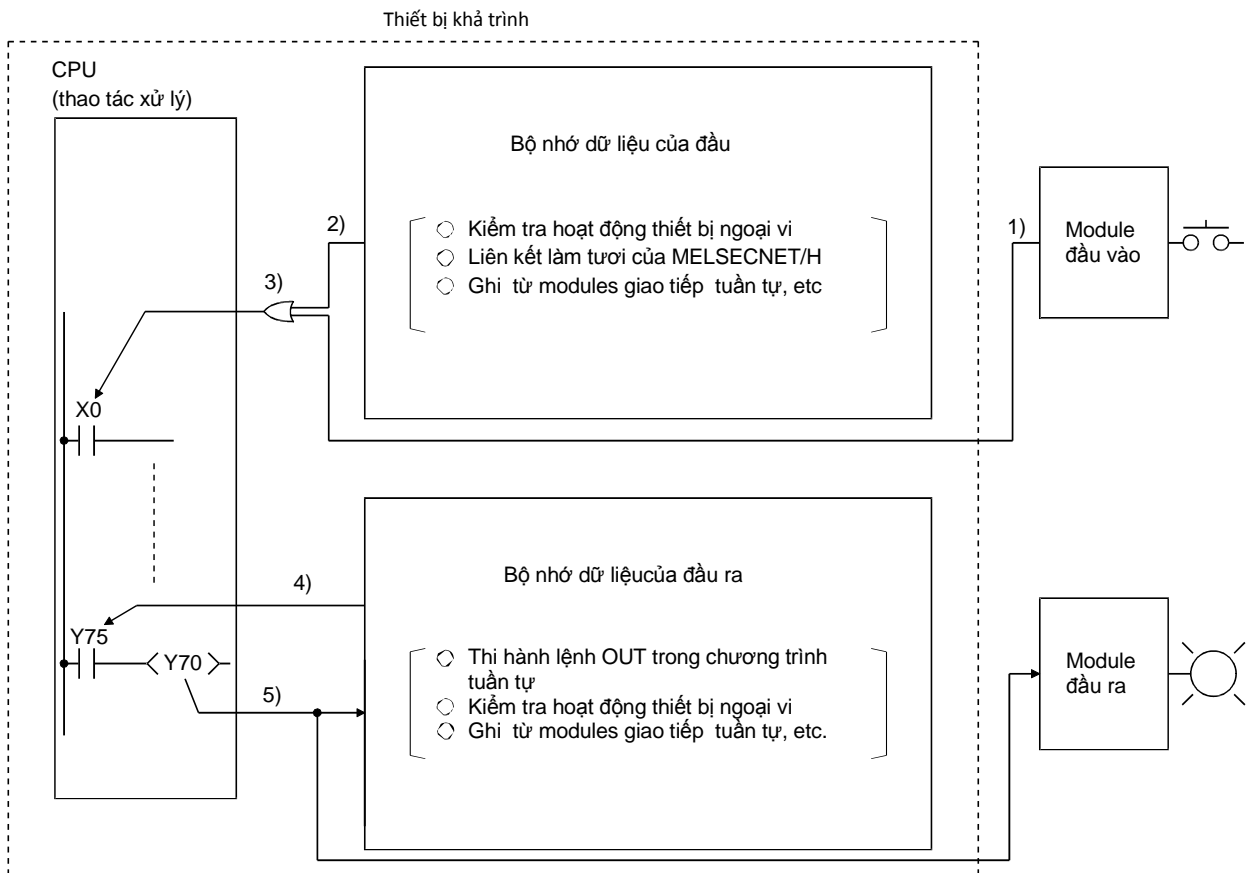 Thiết bị khả trình
CPU
(thao tác xử lý)
Bộ nhớ dữ liệu của đầu
Kiểm tra hoạt động thiết bị ngoại vi
Liên kết làm tươi của MELSECNET/H
Ghi từ modules giao tiếp tuần tự, etc
1)
Module
đầu vào
2)
3)
X0
4)
Y75
Y70
5)
Bộ nhớ dữ liệucủa đầu ra
Thi hành lệnh OUT trong chương trình
tuần tự
Kiểm tra hoạt động thiết bị ngoại vi
Ghi từ modules giao tiếp tuần tự, etc.
Module
đầu ra